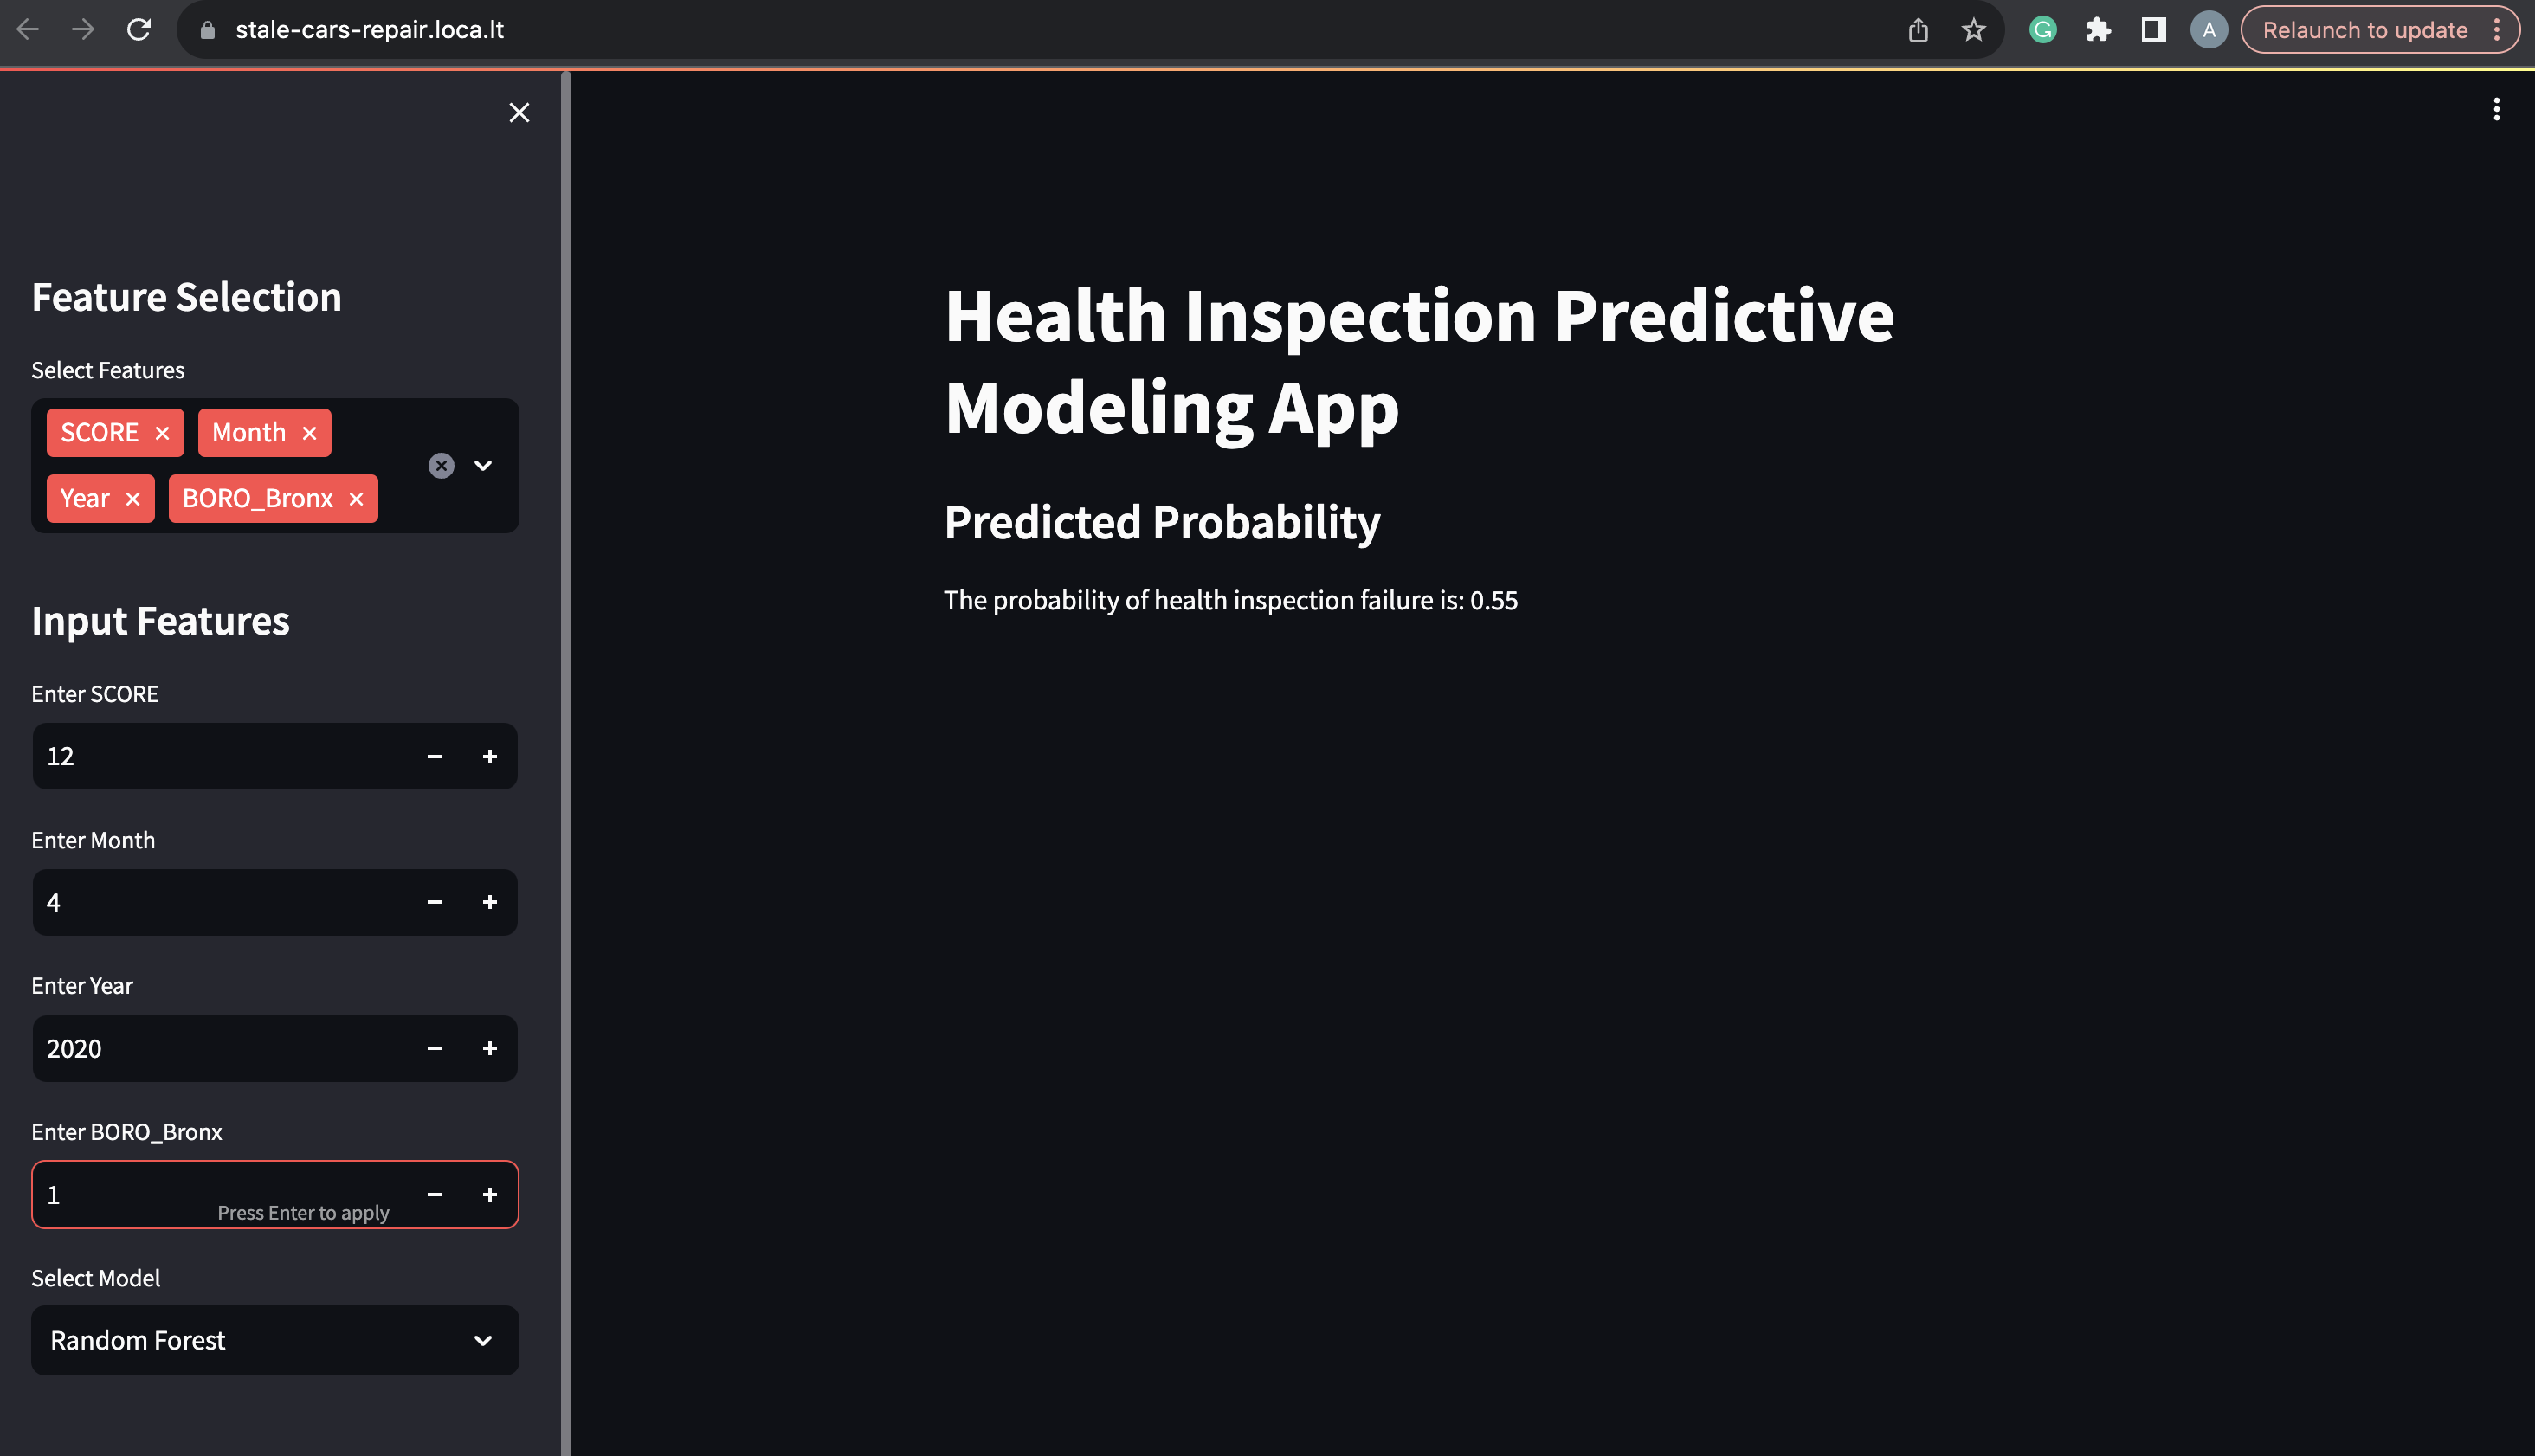 stale-cars-repair.loca.lt
A
Relaunch to update
Feature Selection
Select Features
SCORE
Month
Year
BORO_Bronx
Input Features
Enter SCORE
12
Enter Month
4
Enter Year
2020
Enter BORO_Bronx
1
Press Enter to apply
Select Model
Random Forest
Health Inspection Predictive
Modeling App
Predicted Probability
The probability of health inspection failure is: 0.55